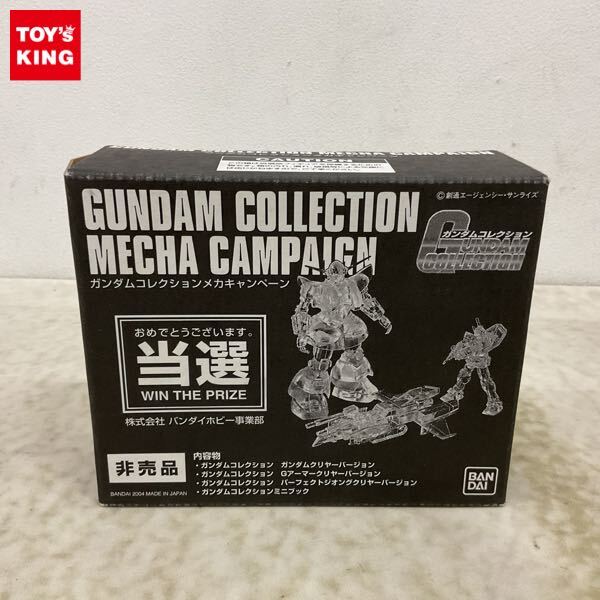 TOY'S
KING
CAUTION
GUNDAM COLLECTION
MECHA CAMPAIGN
ガンダムコレクションメカキャンペーン
©創通エージェンシー・サンライズ
ガンダムコレクション
GUNDAM
COLLECTION
おめでとうございます。
当選
WIN THE PRIZE
株式会社 バンダイホビー事業部
非売品
BANDAI 2004 MADE IN JAPAN
内容物
・ガンダムコレクション ガンダムクリヤーバージョン
・ガンダムコレクション Gアーマークリヤーバージョン
・ガンダムコレクション パーフェクトジオングクリヤーバージョン
・ガンダムコレクションミニブック
BAN
DAI